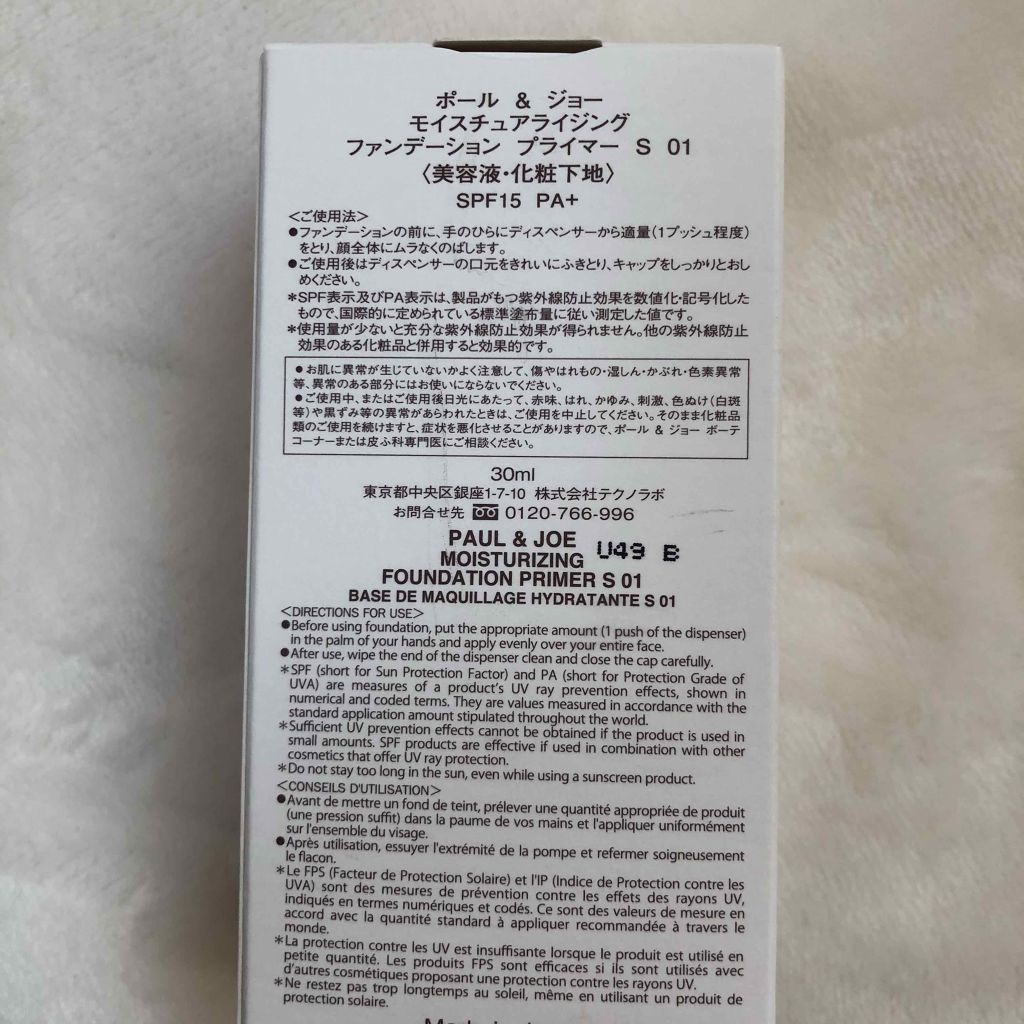 ポール & ジョー
モイスチュアライジング
ファンデーション プライマー S 01
〈美容液・化粧下地〉
SPF15 PA+
<ご使用法>
●ファンデーションの前に、手のひらにディスペンサーから適量(1プッシュ程度)
をとり、顔全体にムラなくのばします。
●ご使用後はディスペンサーの口元をきれいにふきとり、キャップをしっかりとおし
めください。
*SPF表示及びPA表示は、製品がもつ紫外線防止効果を数値化・記号化した
もので、国際的に定められている標準塗布量に従い測定した値です。
*使用量が少ないと充分な紫外線防止効果が得られません。他の紫外線防止
効果のある化粧品と併用すると効果的です。
●お肌に異常が生じていないかよく注意して、傷やはれもの・湿しん・かぶれ・色素異常
等、異常のある部分にはお使いにならないでください。
●ご使用中、またはご使用後日光にあたって、赤味、はれ、かゆみ、刺激、色ぬけ(白斑
等)や黒ずみ等の異常があらわれたときは、ご使用を中止してください。そのまま化粧品
類のご使用を続けますと、症状を悪化させることがありますので、ポール & ジョー ボーテ
コーナーまたは皮ふ科専門医にご相談ください。
30ml
東京都中央区銀座1-7-10 株式会社テクノラボ
お問合せ先 0120-766-996
PAUL & JOE
MOISTURIZING U49 B
FOUNDATION PRIMER S 01
BASE DE MAQUILLAGE HYDRATANTE S 01
<DIRECTIONS FOR USE>
●Before using foundation, put the appropriate amount (1 push of the dispenser)
in the palm of your hands and apply evenly over your entire face.
●After use, wipe the end of the dispenser clean and close the cap carefully.
*SPF (short for Sun Protection Factor) and PA (short for Protection Grade of
UVA) are measures of a product's UV ray prevention effects, shown in
numerical and coded terms. They are values measured in accordance with the
standard application amount stipulated throughout the world.
*Sufficient UV prevention effects cannot be obtained if the product is used in
small amounts. SPF products are effective if used in combination with other
cosmetics that offer UV ray protection.
*Do not stay too long in the sun, even while using a sunscreen product.
<CONSEILS D'UTILISATION>
●Avant de mettre un fond de teint, prélever une quantité appropriée de produit
(une pression suffit) dans la paume de vos mains et l'appliquer uniformément
sur l'ensemble du visage.
●Après utilisation, essuyer l'extrémité de la pompe et refermer soigneusement
le flacon.
*Le FPS (Facteur de Protection Solaire) et l'IP (Indice de Protection contre les
UVA) sont des mesures de prévention contre les effets des rayons UV,
indiqués en termes numériques et codés. Ce sont des valeurs de mesure en
accord avec la quantité standard à appliquer recommandée à travers le
monde.
*La protection contre les UV est insuffisante lorsque le produit est utilisé en
petite quantité. Les produits FPS sont efficaces si ils sont utilisés avec
d'autres cosmétiques proposant une protection contre les rayons UV.
*Ne restez pas trop longtemps au soleil, même en utilisant un produit de
protection solaire.